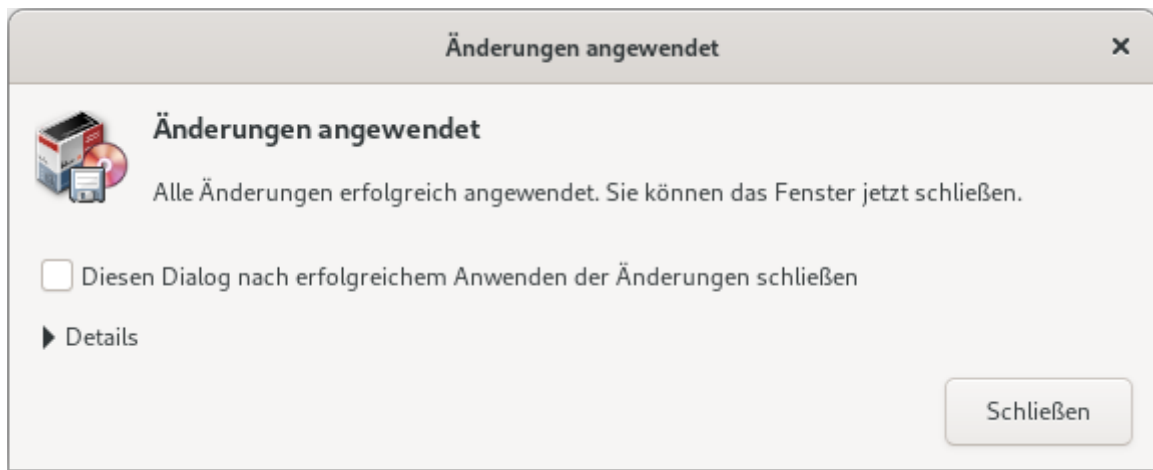 Änderungen angewendet
Änderungen angewendet
Alle Änderungen erfolgreich angewendet. Sie können das Fenster jetzt schließen.
Diesen Dialog nach erfolgreichem Anwenden der Änderungen schließen
Details
Schließen